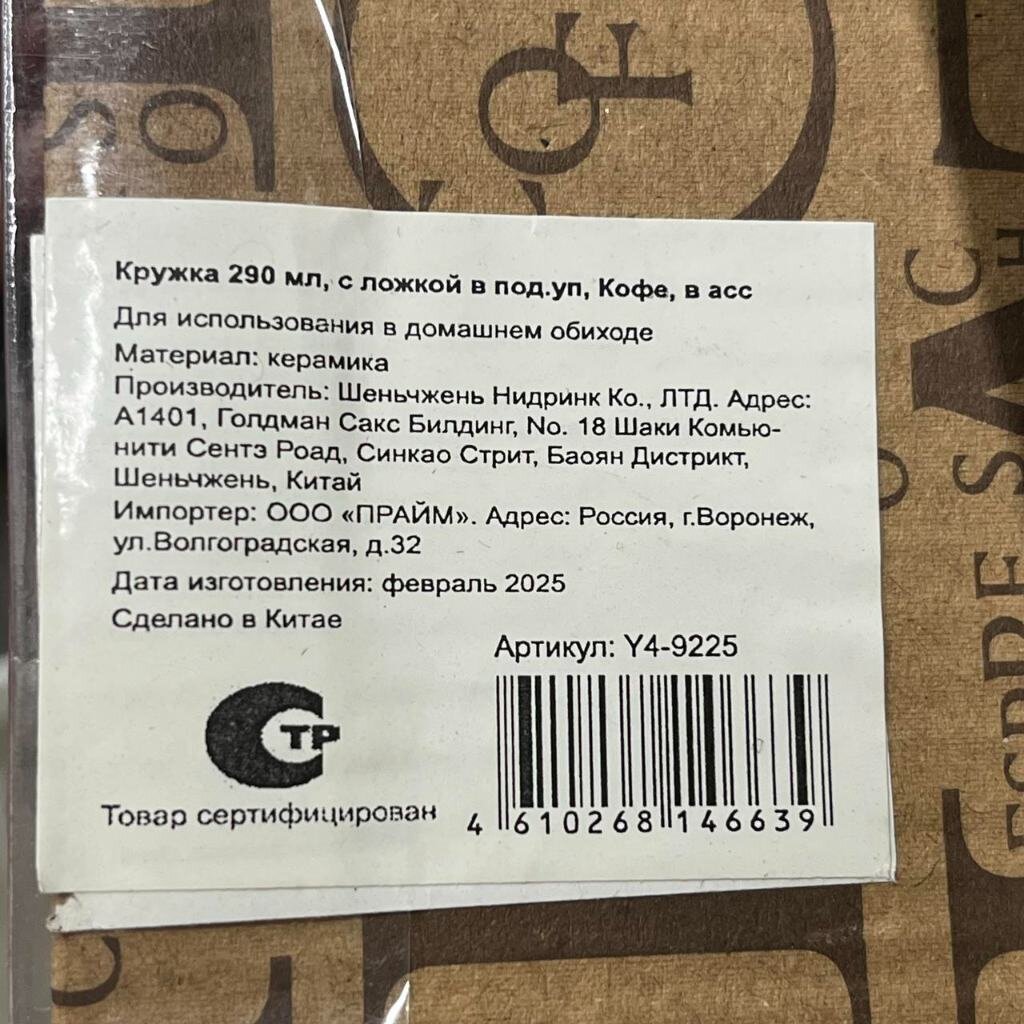 Кружка 290 мл, с ложкой в под.уп, Кофе, в асс
Для использования в домашнем обиходе
Материал: керамика
Производитель: Шеньчжень Нидринк Ко., ЛТД. Адрес:
А1401, Голдман Сакс Билдинг, No. 18 Шаки Комью-
нити Сентэ Роад, Синкао Стрит, Баоян Дистрикт,
Шеньчжень, Китай
Импортер: ООО «ПРАЙМ». Адрес: Россия, г.Воронеж,
ул.Волгоградская, д.32
Дата изготовления: февраль 2025
Сделано в Китае
Артикул: Y4-9225
СТР
Товар сертифицирован
4 610268 146639